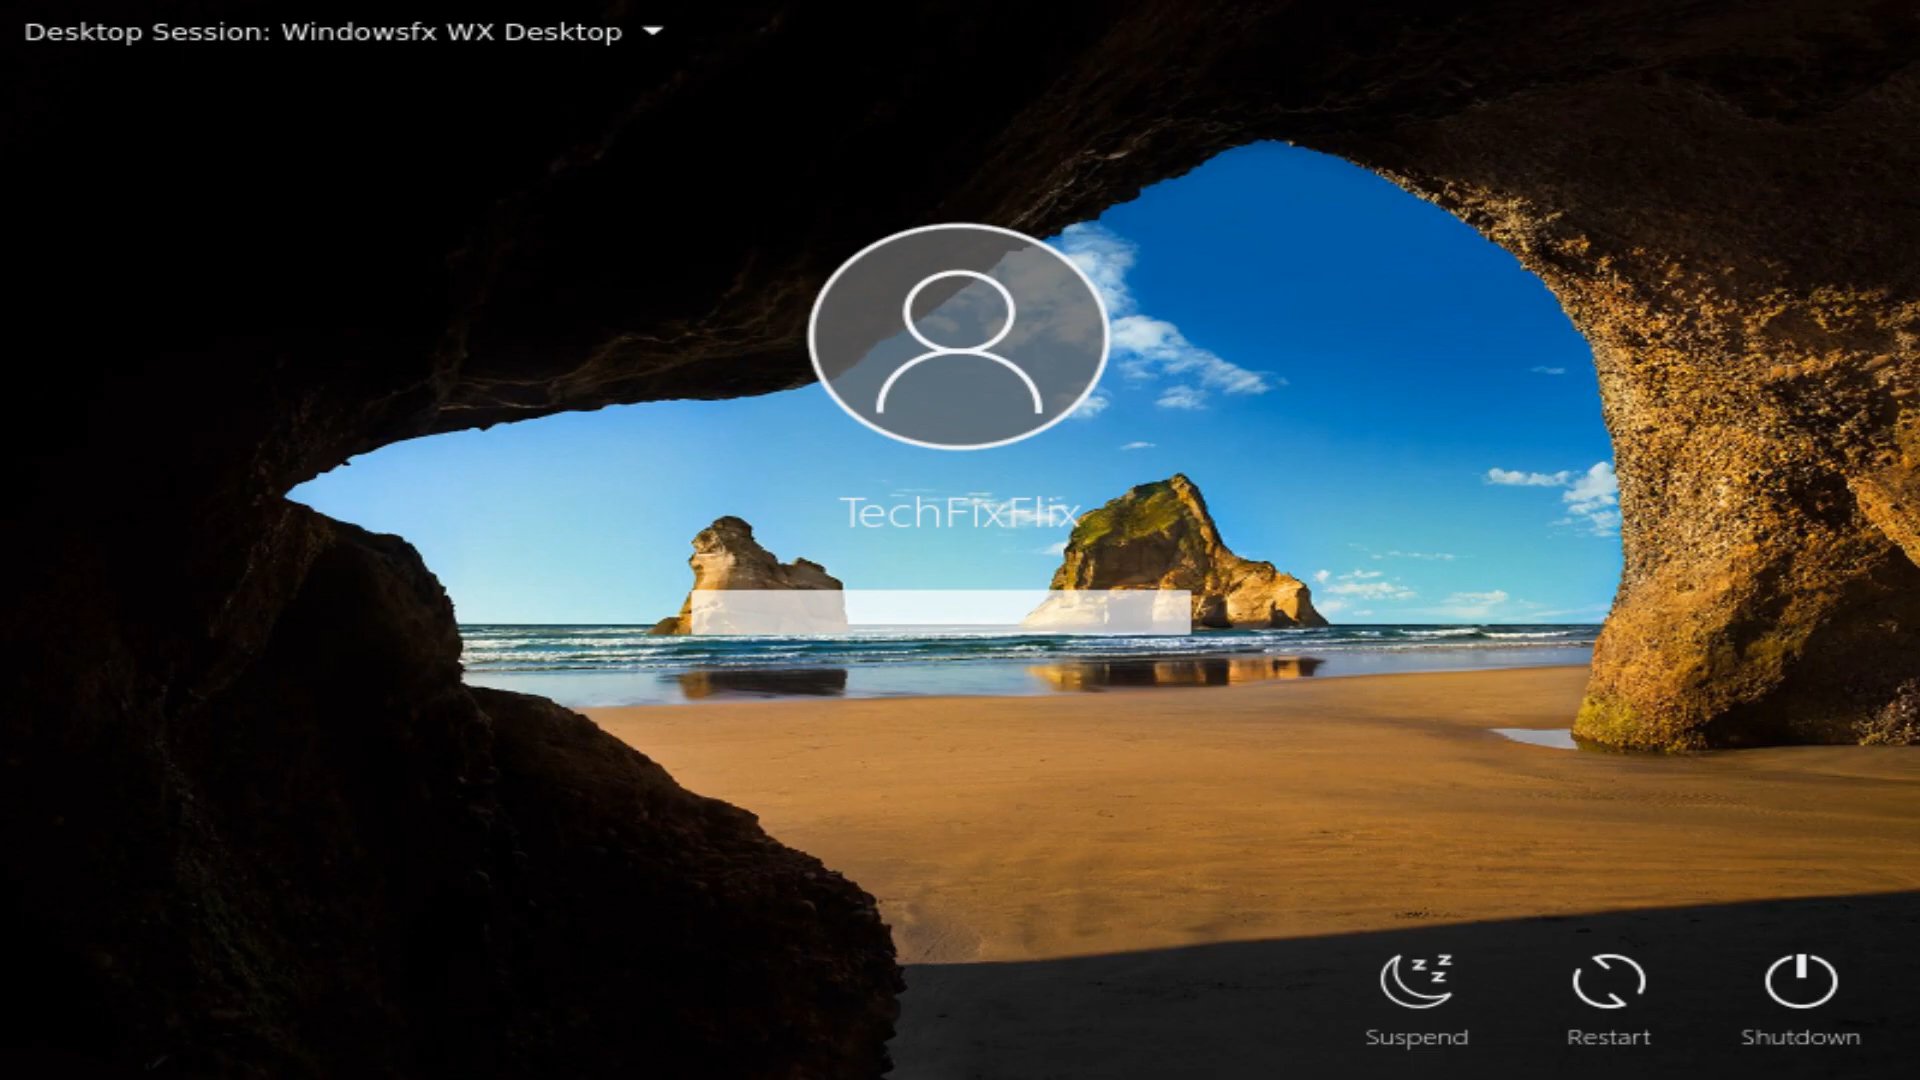 Desktop Session: Windowsfx WX Desktop
TechFixFlix
Suspend
Restart
Shutdown